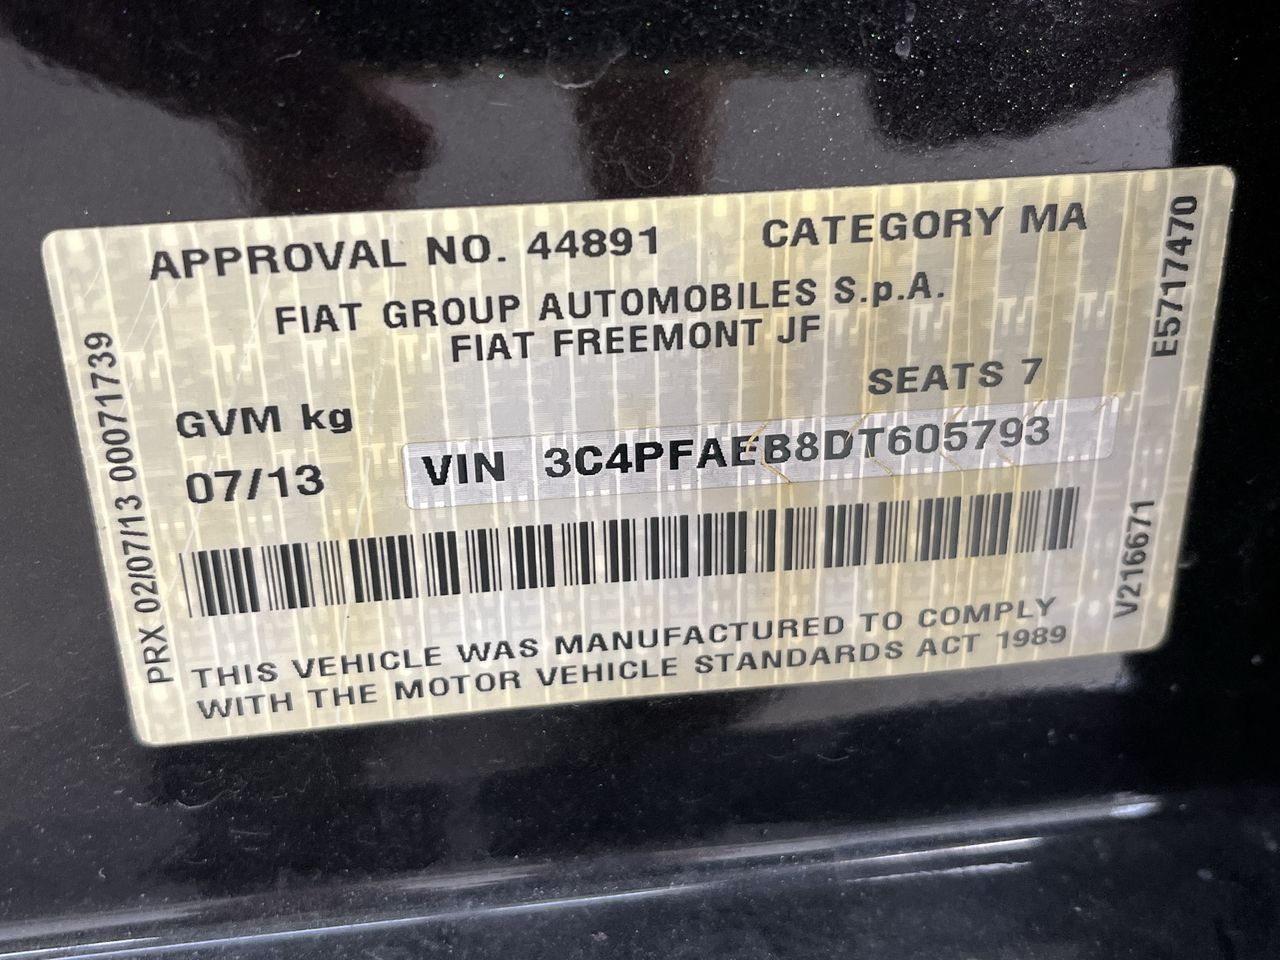 APPROVAL NO. 44891 CATEGORY MA
FIAT GROUP AUTOMOBILES S.p.A.
FIAT FREEMONT JF
SEATS 7
GVM kg
07/13
VIN 3C4PFAEB8DT605793
THIS VEHICLE WAS MANUFACTURED TO COMPLY
WITH THE MOTOR VEHICLE STANDARDS ACT 1989
PRX 02/07/13 00071739
E5717470
V216671